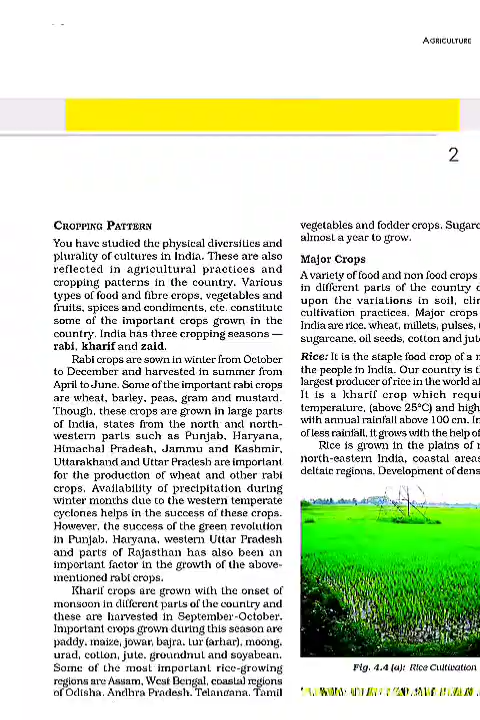 AGRICULTURE
2
CROPPING PATTERN
You have studied the physical diversities and
plurality of cultures in India. These are also
reflected in agricultural practices and
cropping patterns in the country. Various
types of food and fibre crops, vegetables and
fruits, spices and condiments, etc. constitute
some of the important crops grown in the
country. India has three cropping seasons —
rabi, kharif and zaid.
Rabi crops are sown in winter from October
to December and harvested in summer from
April to June. Some of the important rabi crops
are wheat, barley, peas, gram and mustard.
Though, these crops are grown in large parts
of India, states from the north and north-
western parts such as Punjab, Haryana,
Himachal Pradesh, Jammu and Kashmir,
Uttarakhand and Uttar Pradesh are important
for the production of wheat and other rabi
crops. Availability of precipitation during
winter months due to the western temperate
cyclones helps in the success of these crops.
However, the success of the green revolution
in Punjab, Haryana, western Uttar Pradesh
and parts of Rajasthan has also been an
important factor in the growth of the above-
mentioned rabi crops.
Kharif crops are grown with the onset of
monsoon in different parts of the country and
these are harvested in September-October.
Important crops grown during this season are
paddy, maize, jowar, bajra, tur (arhar), moong,
urad, cotton, jute, groundnut and soyabean.
Some of the most important rice-growing
regions are Assam, West Bengal, coastal regions
of Odisha, Andhra Pradesh, Telangana, Tamil
vegetables and fodder crops. Sugarc
almost a year to grow.
Major Crops
A variety of food and non food crops
in different parts of the country d
upon the variations in soil, clim
cultivation practices. Major crops
India are rice, wheat, millets, pulses,
sugarcane, oil seeds, cotton and jut
Rice: It is the staple food crop of a m
the people in India. Our country is t
largest producer of rice in the world a
It is a kharif crop which requi
temperature, (above 25°C) and high
with annual rainfall above 100 cm. In
of less rainfall, it grows with the help of
Rice is grown in the plains of n
north-eastern India, coastal areas
deltaic regions. Development of dens
Fig. 4.4 (a): Rice Cultivation